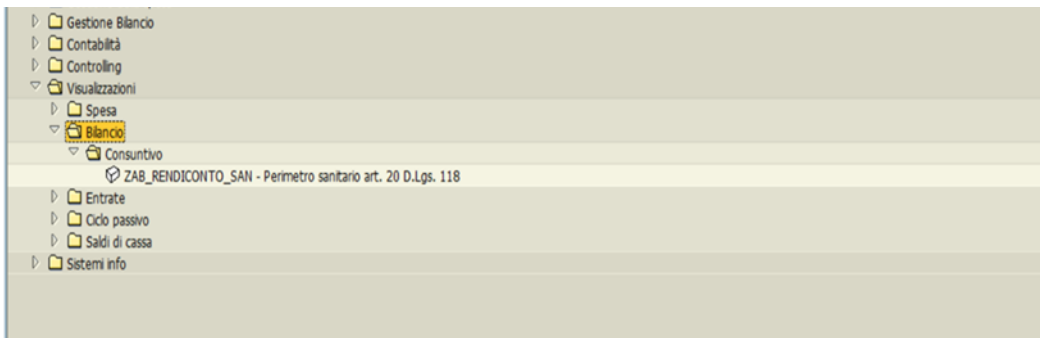 Gestione Bilancio
Contabilità
Controlling
Visualizzazioni
Spesa
Bilancio
Consuntivo
ZAB_RENDICONTO_SAN - Perimetro sanitario art. 20 D.Lgs. 118
Entrate
Ciclo passivo
Saldi di cassa
Sistemi info